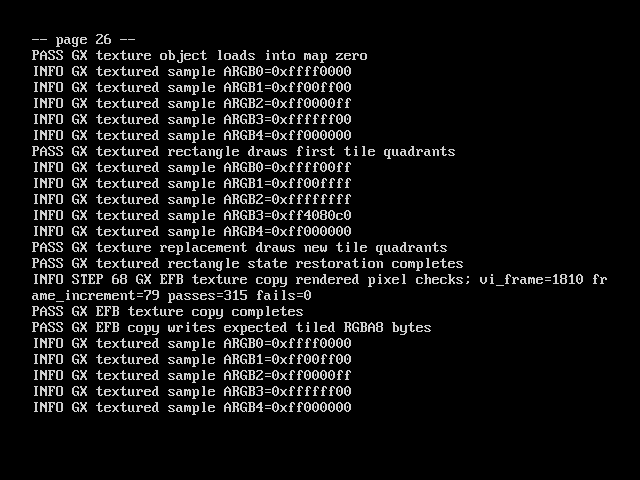 -- page 26 --
PASS GX texture object loads into map zero
INFO GX textured sample ARGB0=0xffff0000
INFO GX textured sample ARGB1=0xff00ff00
INFO GX textured sample ARGB2=0xff0000ff
INFO GX textured sample ARGB3=0xffffff00
INFO GX textured sample ARGB4=0xff000000
PASS GX textured rectangle draws first tile quadrants
INFO GX textured sample ARGB0=0xffff00ff
INFO GX textured sample ARGB1=0xff00ffff
INFO GX textured sample ARGB2=0xffffffff
INFO GX textured sample ARGB3=0xff4080c0
INFO GX textured sample ARGB4=0xff000000
PASS GX texture replacement draws new tile quadrants
PASS GX textured rectangle state restoration completes
INFO STEP 68 GX EFB texture copy rendered pixel checks; vi_frame=1810 fr
ame_increment=79 passes=315 fails=0
PASS GX EFB texture copy completes
PASS GX EFB copy writes expected tiled RGBA8 bytes
INFO GX textured sample ARGB0=0xffff0000
INFO GX textured sample ARGB1=0xff00ff00
INFO GX textured sample ARGB2=0xff0000ff
INFO GX textured sample ARGB3=0xffffff00
INFO GX textured sample ARGB4=0xff000000